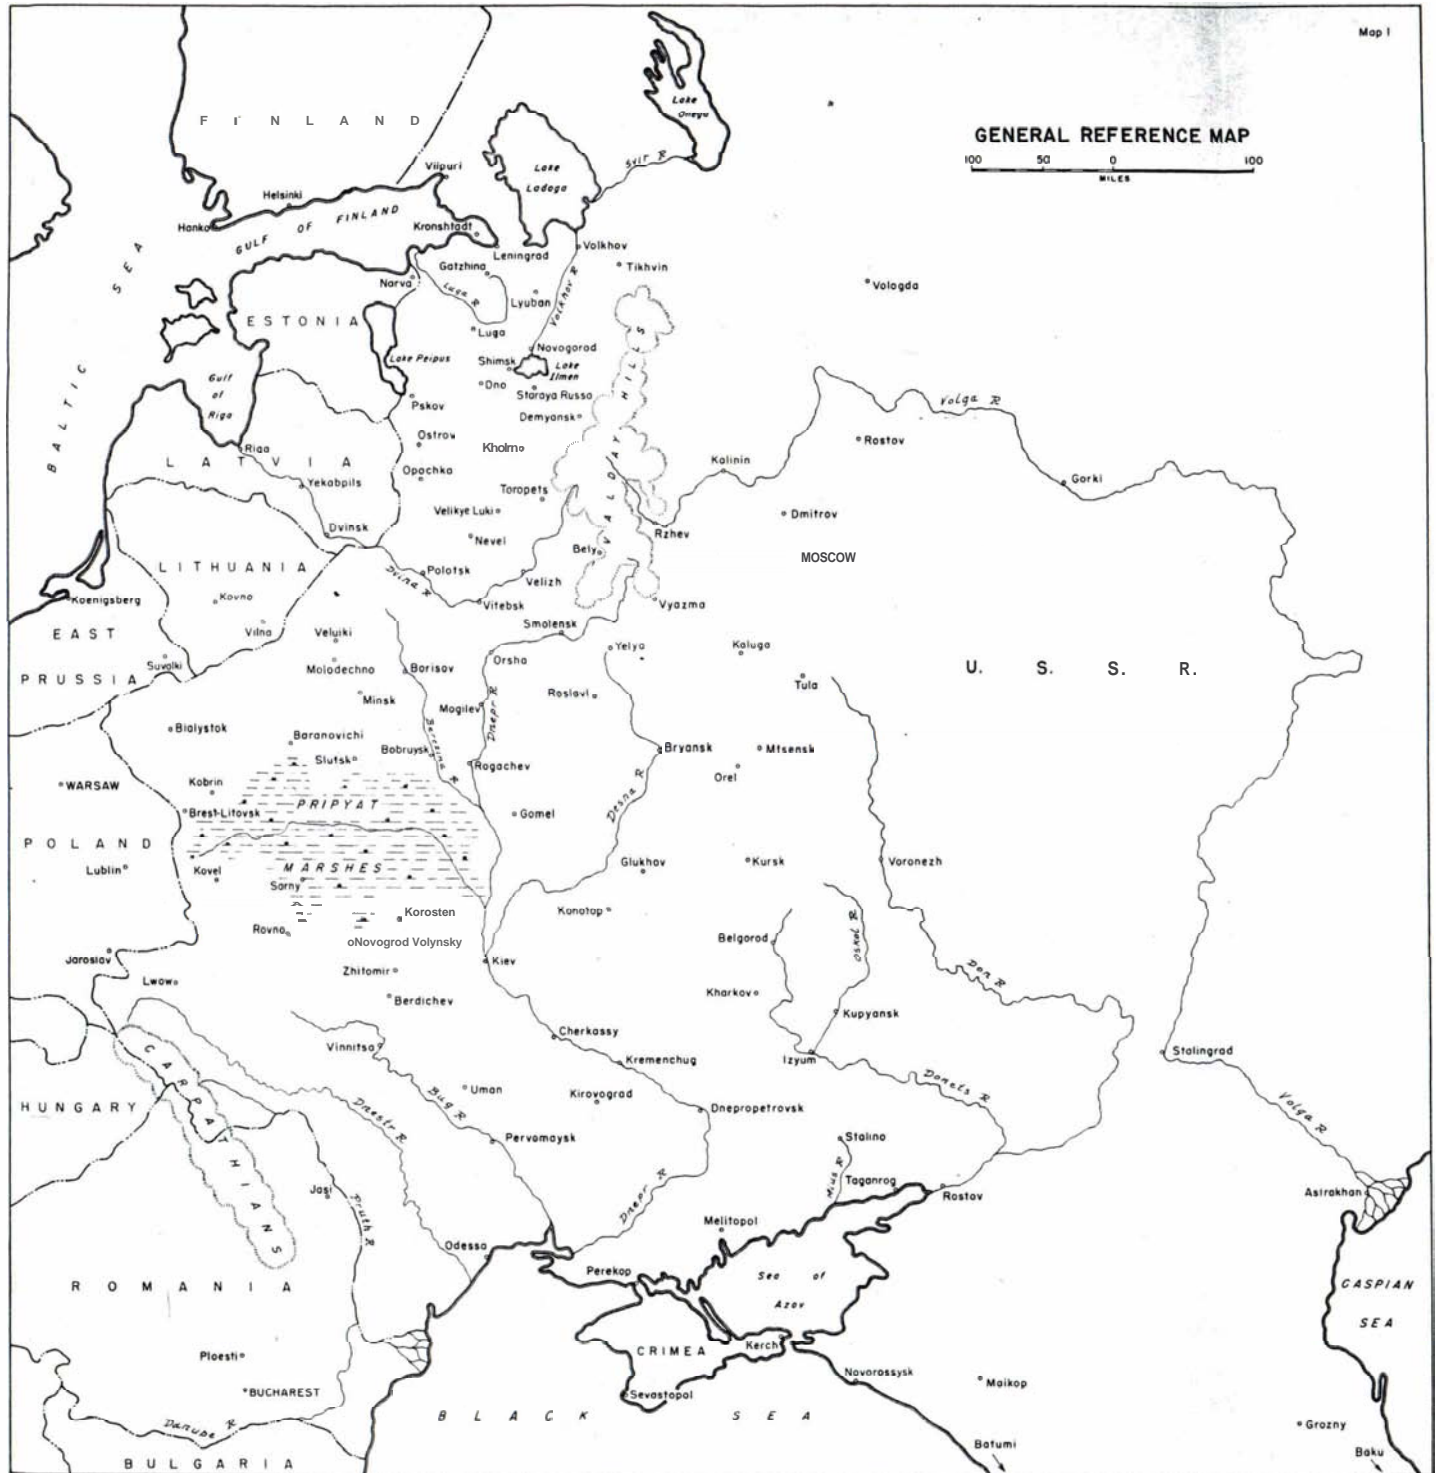 Map 1
GENERAL REFERENCE MAP
100 50 0 100
MILES
FINLAND
Lake Onega
Svir R
Viipuri
Lake Ladoga
Helsinki
Hanko
GULF OF FINLAND
Kronshtadt
Leningrad
Volkhov
Tikhvin
Vologda
BALTIC SEA
Gatzhina
Narva
Luga R
Lyuban
Volkhov R
ESTONIA
Luga
Novogorod
Shimsk
Lake Ilmen
Lake Peipus
Gulf of Riga
Dno
Staraya Russa
Demyansk
Pskov
Ostrov
Kholm
VALDAY HILLS
Volga R
Rostov
Riga
LATVIA
Opochka
Kalinin
Gorki
Yekabpils
Toropets
Velikye Luki
Dmitrov
Dvinsk
Nevel
Rzhev
Bely
MOSCOW
LITHUANIA
Dvina R
Polotsk
Velizh
Koenigsberg
Kovno
Vitebsk
Vyazma
EAST PRUSSIA
Vilna
Veluiki
Smolensk
Yelya
Kaluga
Suvalki
Molodechno
Borisov
Orsha
U. S. S. R.
Minsk
Roslavl
Tula
Mogilev
Dnepr R
Bialystok
Baranovichi
Slutsk
Bobruysk
Berezina R
Rogachev
Bryansk
Mtsensk
Orel
WARSAW
Kobrin
Brest-Litovsk
PRIPYAT
MARSHES
Gomel
Desna R
POLAND
Lublin
Kovel
Sarny
Glukhov
Kursk
Voronezh
Korosten
Konotop
Rovno
oNovogrod Volynsky
Belgorod
Oskol R
Jaroslav
Lwow
Zhitomir
Kiev
Don R
Berdichev
Kharkov
Kupyansk
Cherkassy
Vinnitsa
Kremenchug
Izyum
Stalingrad
CARPATHIANS
Uman
Kirovograd
Donets R
HUNGARY
Dnestr R
Bug R
Dnepropetrovsk
Volga R
Pervomaysk
Stalino
Mius R
Taganrog
Rostov
Astrakhan
Jasi
Pruth R
Dnepr R
Melitopol
Odessa
Perekop
Sea of Azov
CASPIAN SEA
ROMANIA
CRIMEA
Kerch
Ploesti
BUCHAREST
Novorossysk
Maikop
Sevastopol
BLACK SEA
Danube R
Grozny
Batumi
Baku
BULGARIA